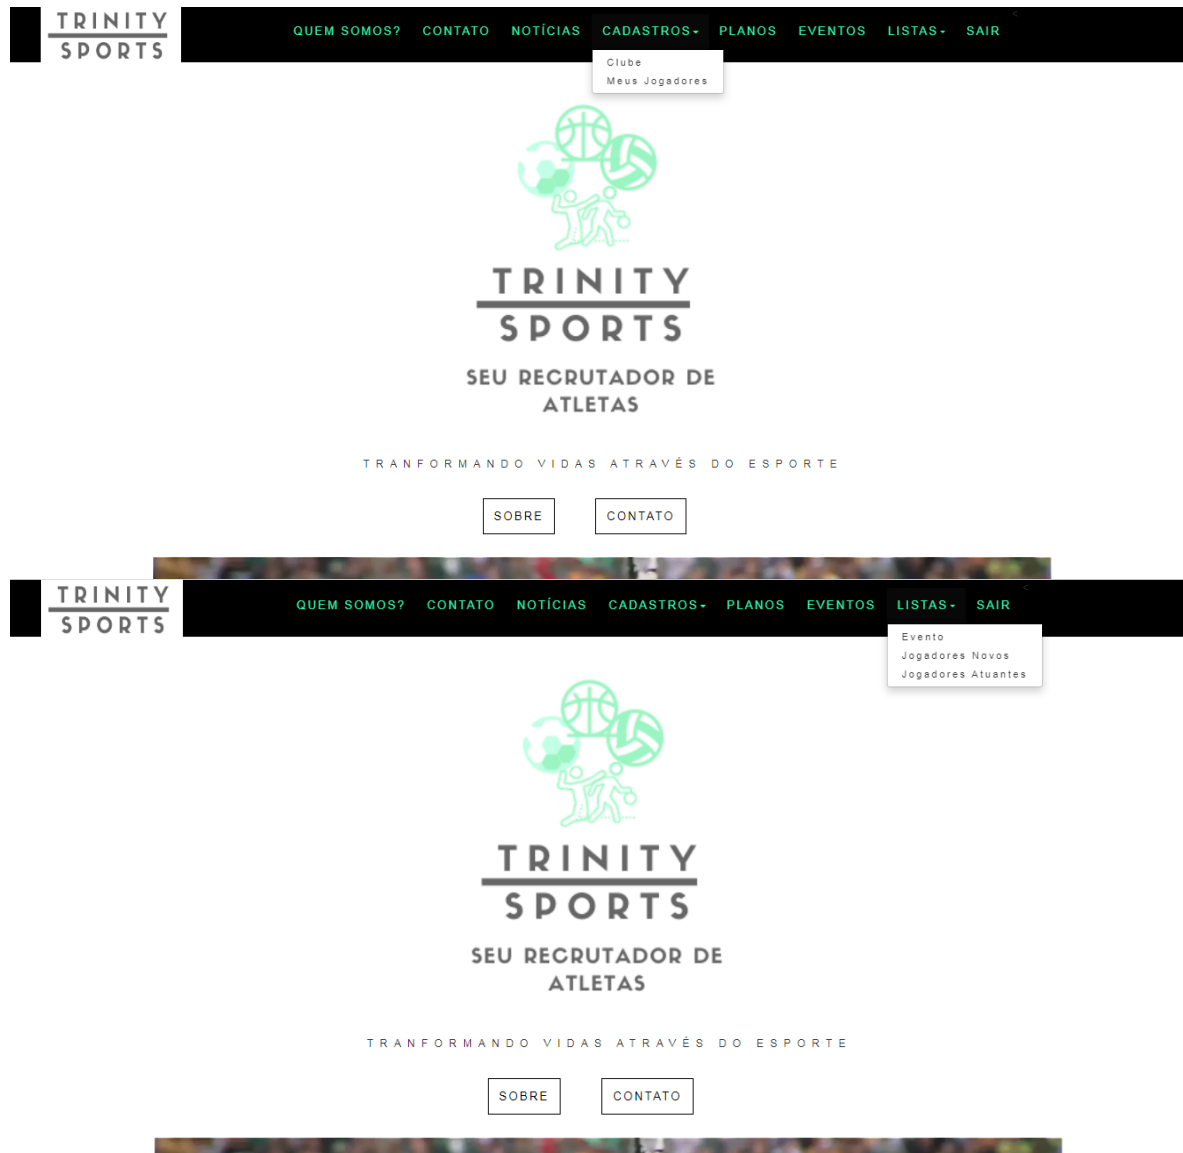 TRINITY
SPORTS
QUEM SOMOS? CONTATO NOTÍCIAS CADASTROS PLANOS EVENTOS LISTAS SAIR <
Clube
Meus Jogadores
TRINITY
SPORTS
SEU RECRUTADOR DE
ATLETAS
TRANFORMANDO VIDAS ATRAVÉS DO ESPORTE
SOBRE CONTATO
TRINITY
SPORTS
QUEM SOMOS? CONTATO NOTÍCIAS CADASTROS PLANOS EVENTOS LISTAS SAIR <
Evento
Jogadores Novos
Jogadores Atuantes
TRINITY
SPORTS
SEU RECRUTADOR DE
ATLETAS
TRANFORMANDO VIDAS ATRAVÉS DO ESPORTE
SOBRE CONTATO